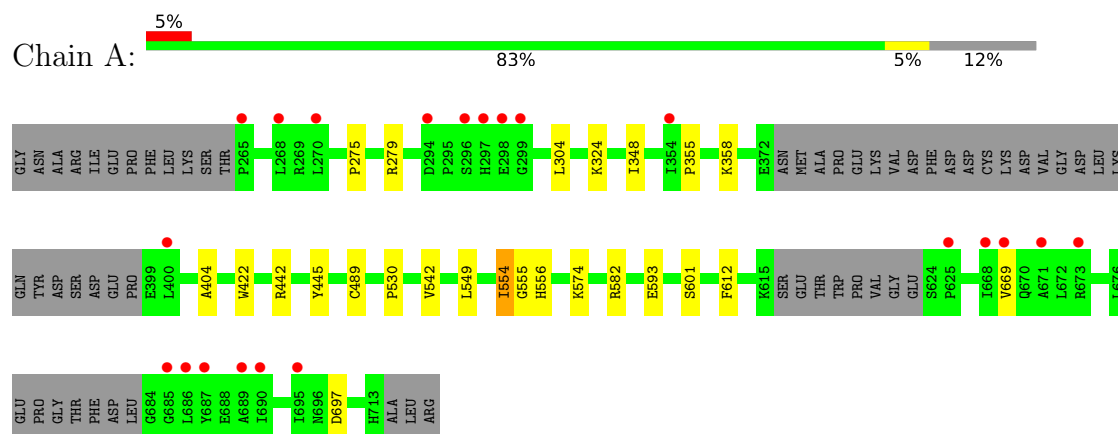 5%
Chain A:
83% 5% 12%
GLY ASN ALA ARG ILE GLU PRO PHE LEU LYS SER THR P265 L268 R269 L270 P275 R279 D294 P295 S296 H297 E298 G299 L304 K324 I348 I354 P355 K358 E372 ASN MET ALA PRO GLU LYS VAL ASP PHE ASP ASP CYS LYS ASP VAL GLY ASP LEU LYS
GLN TYR ASP SER ASP GLU PRO E399 L400 A404 W422 R442 Y445 C489 P530 V542 L549 I554 G555 H556 K574 R582 E593 S601 F612 K615 SER GLU THR TRP PRO VAL GLY GLU S624 P625 I668 V669 Q670 A671 L672 R673 L676
GLU PRO GLY THR PHE ASP LEU G684 G685 L686 Y687 E688 A689 I690 I695 N696 D697 H713 ALA LEU ARG